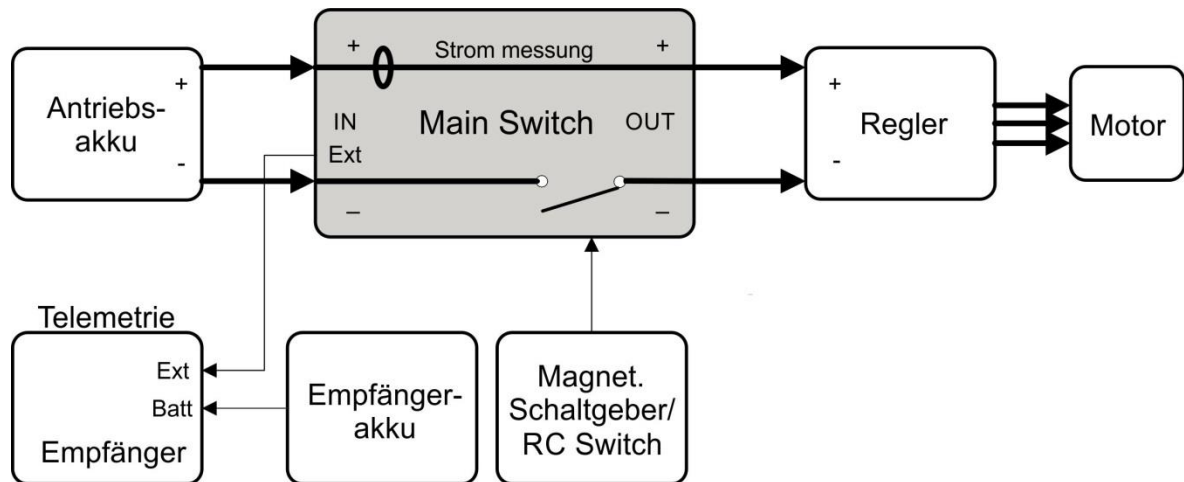 Antriebs-
akku
+
-
+
Strom messung
+
IN
Main Switch
OUT
Ext
–
–
+
Regler
-
Motor
Telemetrie
Ext
Batt
Empfänger
Empfänger-
akku
Magnet.
Schaltgeber/
RC Switch